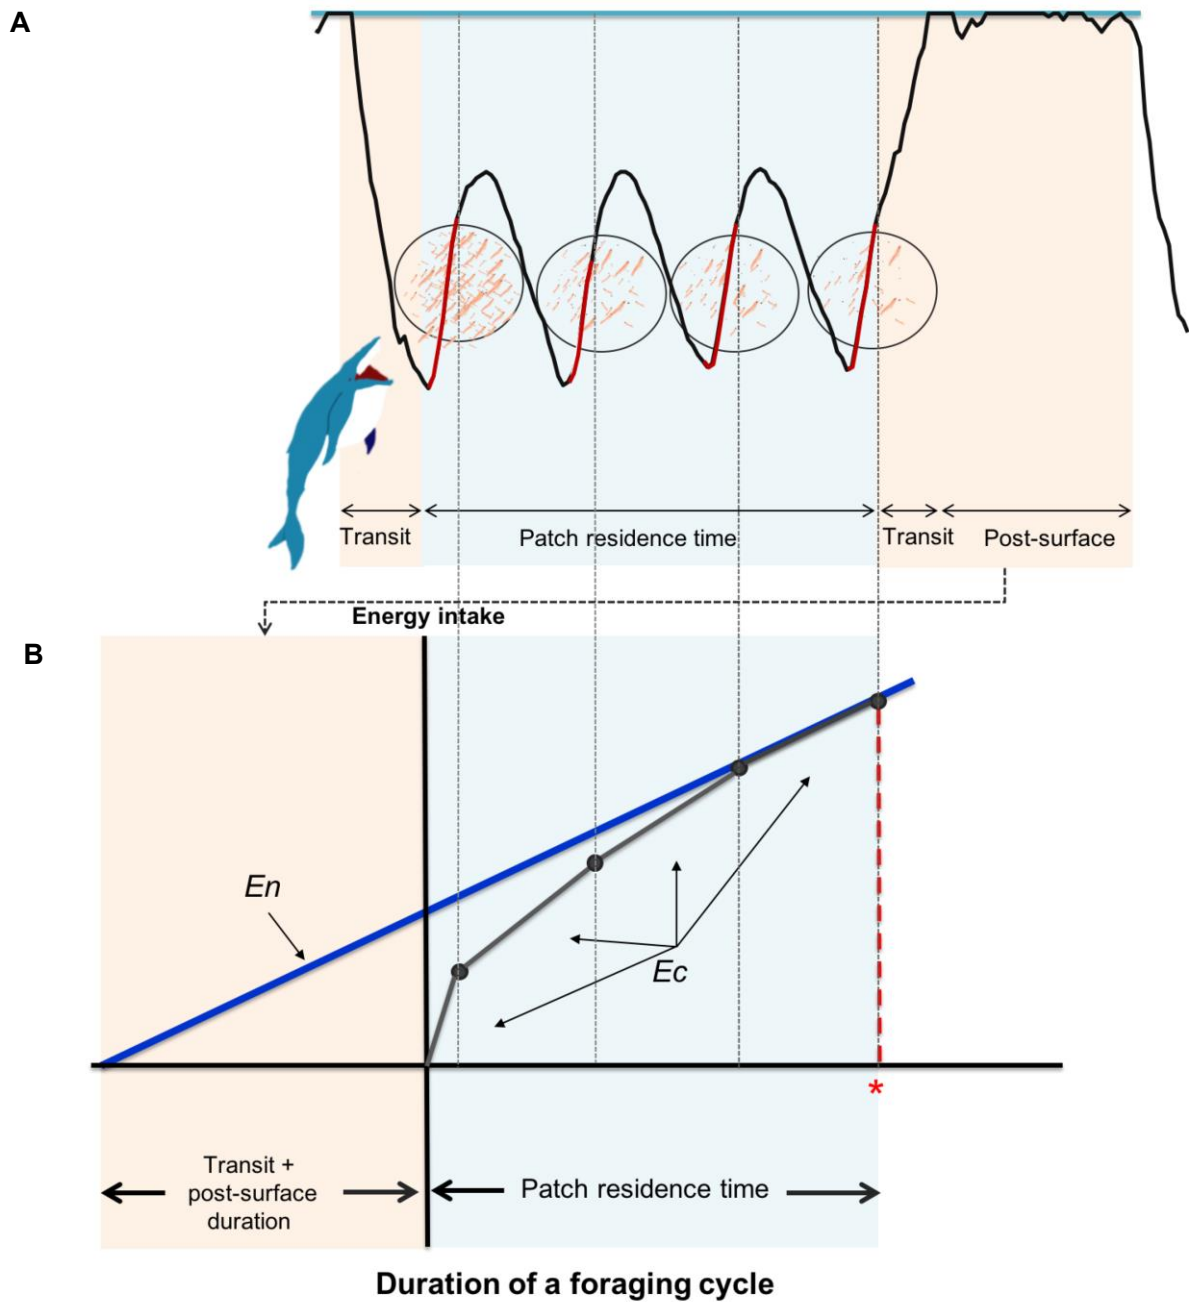 A
Transit
Patch residence time
Transit
Post-surface
Energy intake
B
En
Ec
*
Transit +
post-surface
duration
Patch residence time
Duration of a foraging cycle